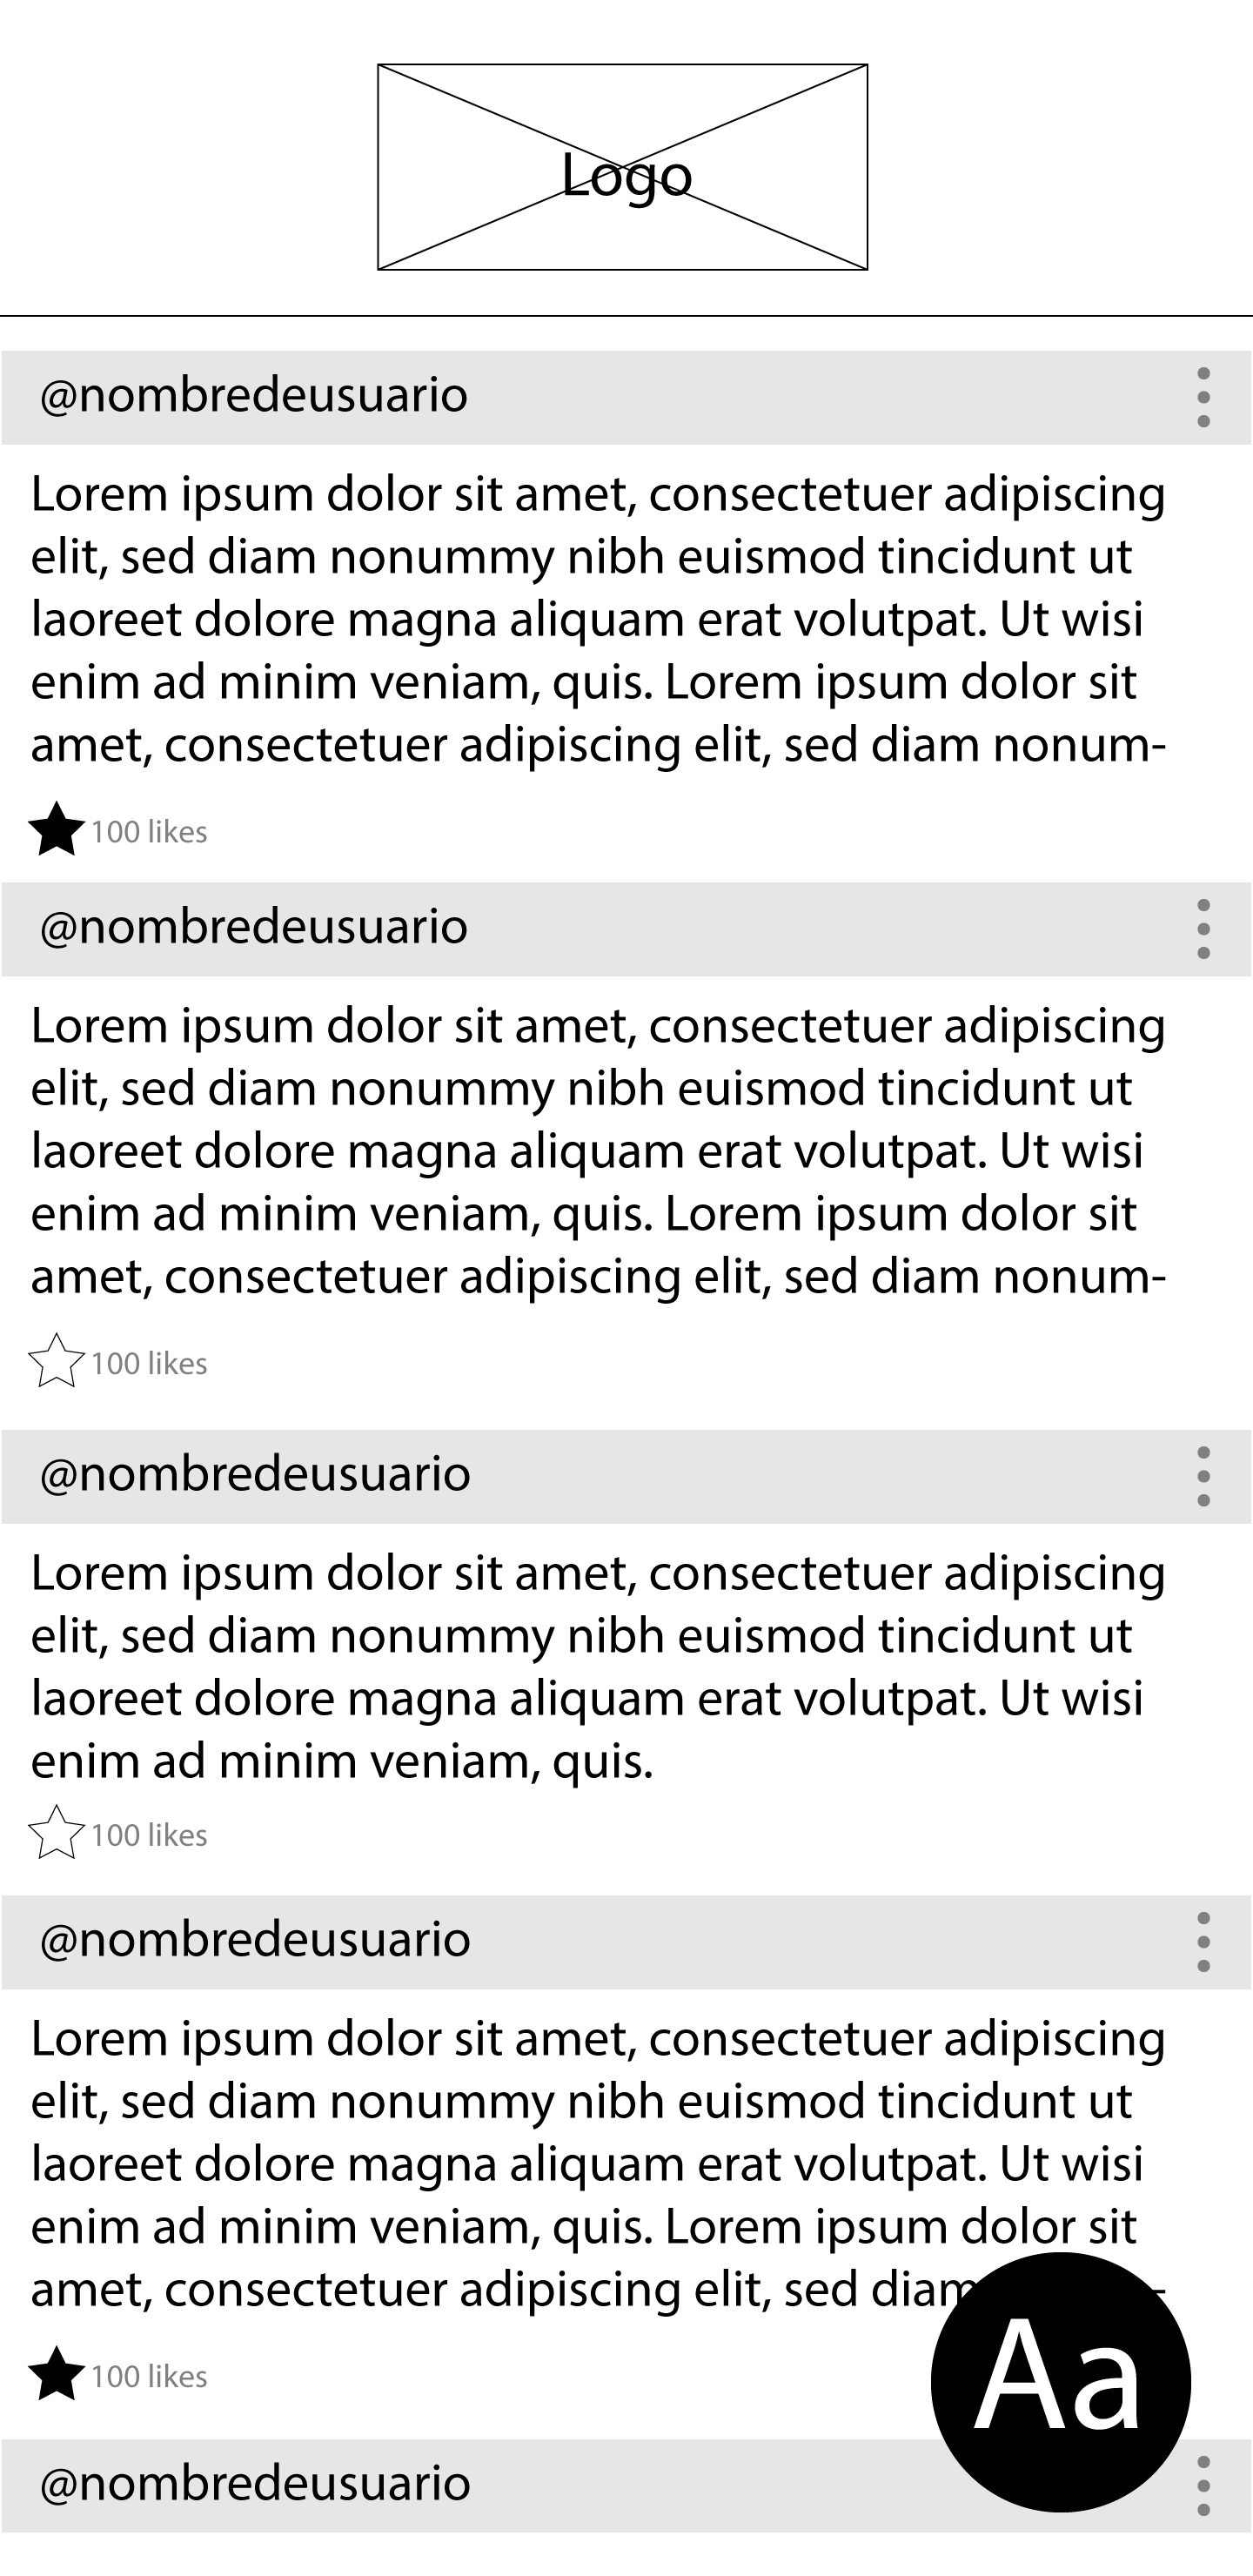 Logo
@nombredeusuario
Lorem ipsum dolor sit amet, consectetuer adipiscing
elit, sed diam nonummy nibh euismod tincidunt ut
laoreet dolore magna aliquam erat volutpat. Ut wisi
enim ad minim veniam, quis. Lorem ipsum dolor sit
amet, consectetuer adipiscing elit, sed diam nonum-
100 likes
@nombredeusuario
Lorem ipsum dolor sit amet, consectetuer adipiscing
elit, sed diam nonummy nibh euismod tincidunt ut
laoreet dolore magna aliquam erat volutpat. Ut wisi
enim ad minim veniam, quis. Lorem ipsum dolor sit
amet, consectetuer adipiscing elit, sed diam nonum-
100 likes
@nombredeusuario
Lorem ipsum dolor sit amet, consectetuer adipiscing
elit, sed diam nonummy nibh euismod tincidunt ut
laoreet dolore magna aliquam erat volutpat. Ut wisi
enim ad minim veniam, quis.
100 likes
@nombredeusuario
Lorem ipsum dolor sit amet, consectetuer adipiscing
elit, sed diam nonummy nibh euismod tincidunt ut
laoreet dolore magna aliquam erat volutpat. Ut wisi
enim ad minim veniam, quis. Lorem ipsum dolor sit
amet, consectetuer adipiscing elit, sed diam
Aa
100 likes
@nombredeusuario